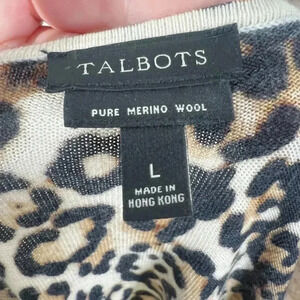 TALBOTS
PURE MERINO WOOL
L
MADE IN
HONG KONG